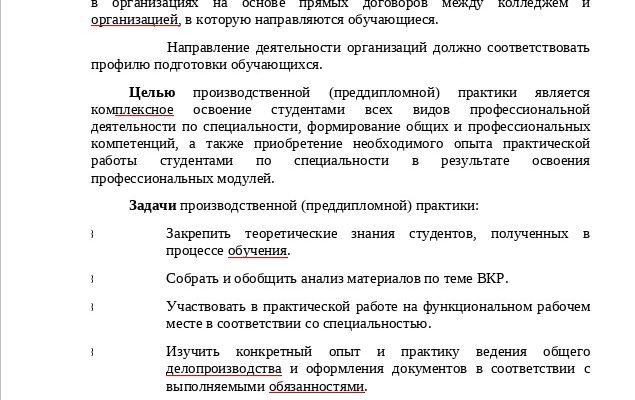 в организациях на основе прямых договоров между колледжем и
организацией, в которую направляются обучающиеся.
Направление деятельности организаций должно соответствовать
профилю подготовки обучающихся.
Целью производственной (преддипломной) практики является
комплексное освоение студентами всех видов профессиональной
деятельности по специальности, формирование общих и профессиональных
компетенций, а также приобретение необходимого опыта практической
работы студентами по специальности в результате освоения
профессиональных модулей.
Задачи производственной (преддипломной) практики:
Закрепить теоретические знания студентов, полученных в
процессе обучения.
Собрать и обобщить анализ материалов по теме ВКР.
Участвовать в практической работе на функциональном рабочем
месте в соответствии со специальностью.
Изучить конкретный опыт и практику ведения общего
делопроизводства и оформления документов в соответствии с
выполняемыми обязанностями.